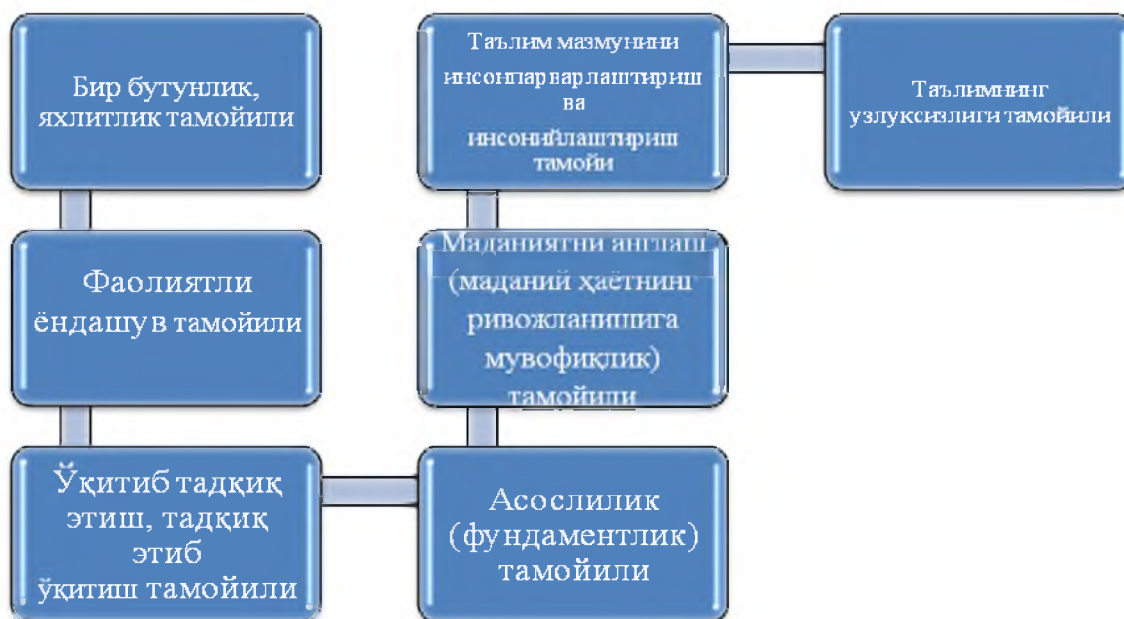 Бир бутунлик,
яхлитлик тамойили
Фаолиятли
ёндашув тамойили
Ўқитиб тадқиқ
этиш, тадқиқ
этиб
ўқитиш тамойили
Асослилик
(фундаментлик)
тамойили
Маданиятни англаш
(маданий ҳаётнинг
ривожланишига
мувофиқлик)
тамойили
Таълим мазмунини
инсонпарварлаштириш
ва
инсонийлаштириш
тамойи
Таълимнинг
узлуксизлиги тамойили